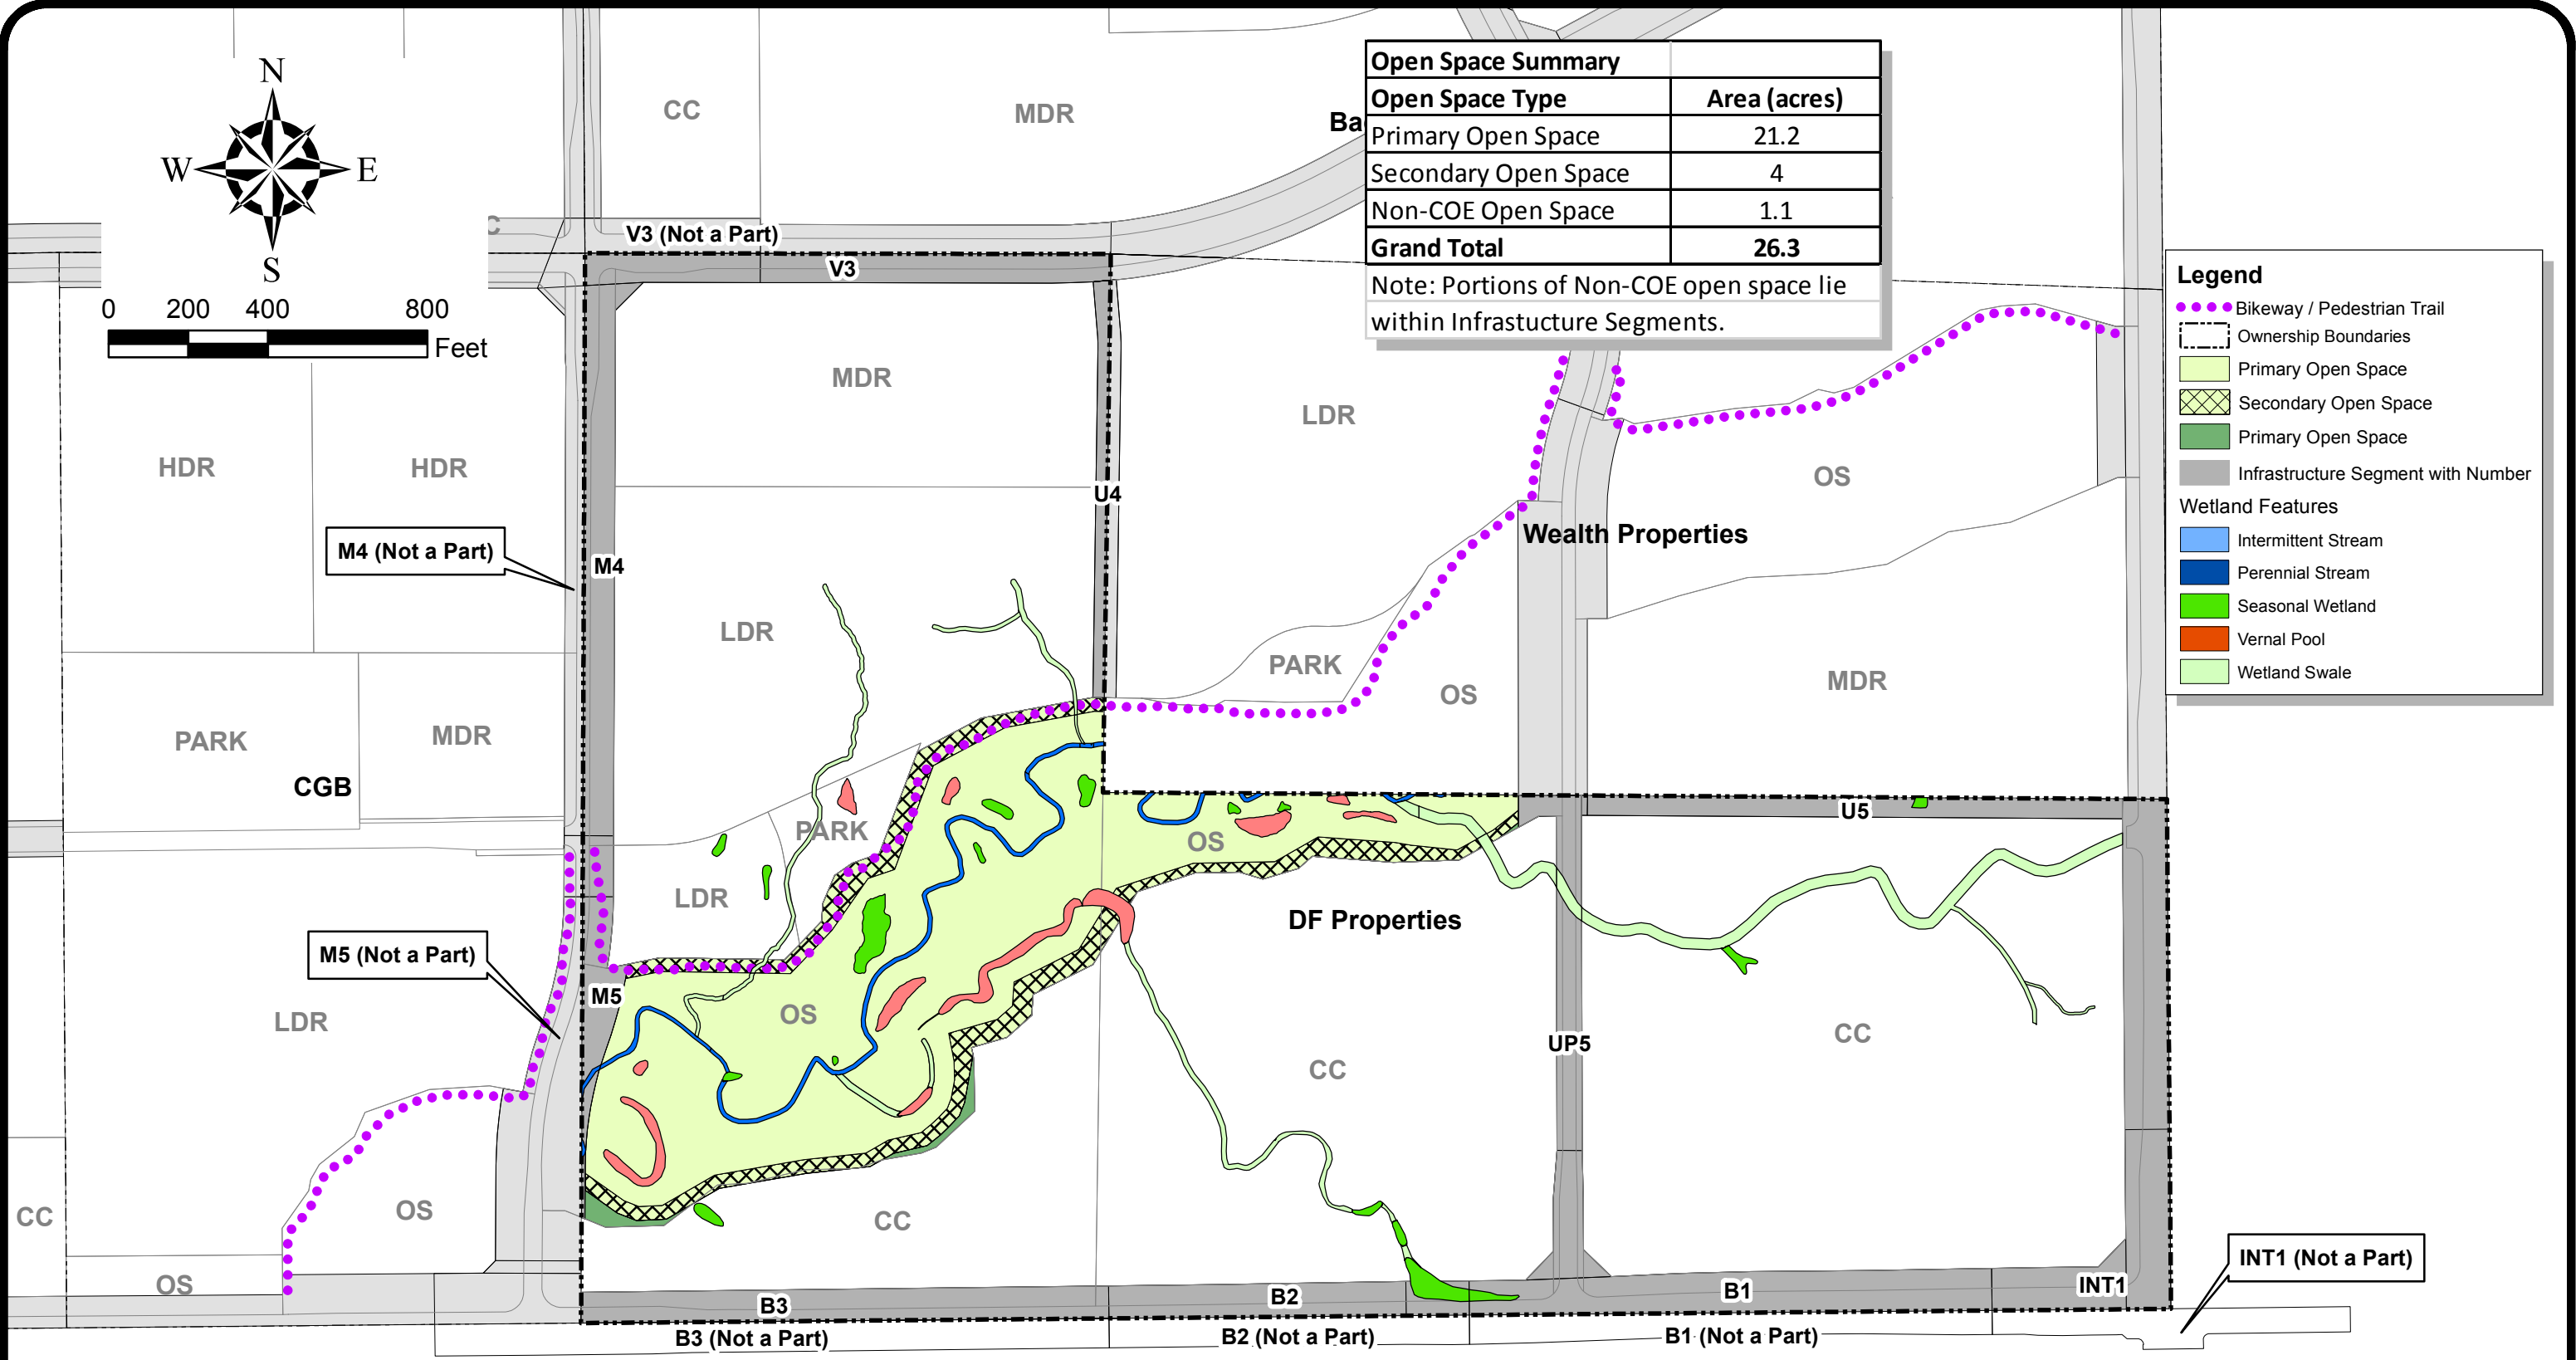 N
W
E
S
0 200 400 800
Feet
CC
MDR
Ba
C
Open Space Summary
Open Space Type Area (acres)
Primary Open Space 21.2
Secondary Open Space 4
Non-COE Open Space 1.1
Grand Total 26.3
Note: Portions of Non-COE open space lie
within Infrastucture Segments.
V3 (Not a Part)
V3
Legend
Bikeway / Pedestrian Trail
Ownership Boundaries
Primary Open Space
Secondary Open Space
Primary Open Space
Infrastructure Segment with Number
Wetland Features
Intermittent Stream
Perennial Stream
Seasonal Wetland
Vernal Pool
Wetland Swale
MDR
LDR
HDR
HDR
OS
U4
Wealth Properties
M4 (Not a Part)
M4
LDR
PARK
OS
MDR
PARK
MDR
CGB
PARK
OS
U5
LDR
DF Properties
M5 (Not a Part)
M5
LDR
OS
CC
UP5
CC
CC
OS
CC
OS
INT1 (Not a Part)
B3
B2
B1
INT1
B3 (Not a Part)
B2 (Not a Part)
B1 (Not a Part)